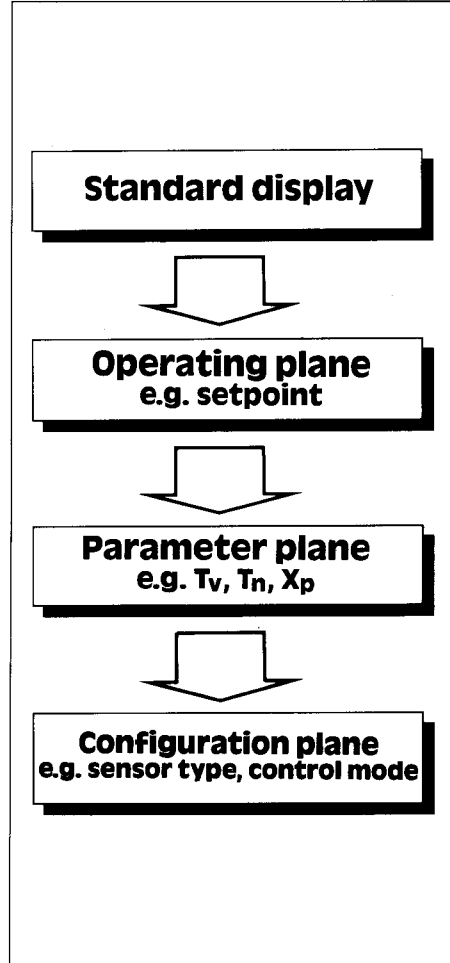 Standard display
Operating plane
e.g. setpoint
Parameter plane
e.g. Tv, Tn, Xp
Configuration plane
e.g. sensor type, control mode